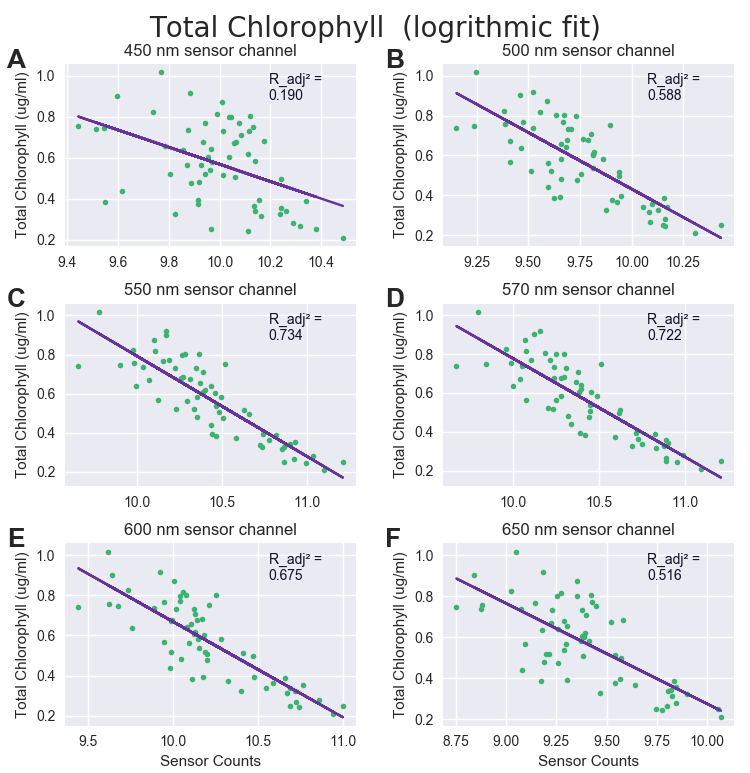 Total Chlorophyll (logrithmic fit)
A
450 nm sensor channel
Total Chlorophyll (ug/ml)
1.0
0.8
0.6
0.4
0.2
R_adj² =
0.190
9.4 9.6 9.8 10.0 10.2 10.4
B
500 nm sensor channel
Total Chlorophyll (ug/ml)
1.0
0.8
0.6
0.4
0.2
R_adj² =
0.588
9.25 9.50 9.75 10.00 10.25
C
550 nm sensor channel
Total Chlorophyll (ug/ml)
1.0
0.8
0.6
0.4
0.2
R_adj² =
0.734
10.0 10.5 11.0
D
570 nm sensor channel
Total Chlorophyll (ug/ml)
1.0
0.8
0.6
0.4
0.2
R_adj² =
0.722
10.0 10.5 11.0
E
600 nm sensor channel
Total Chlorophyll (ug/ml)
1.0
0.8
0.6
0.4
0.2
R_adj² =
0.675
9.5 10.0 10.5 11.0
Sensor Counts
F
650 nm sensor channel
Total Chlorophyll (ug/ml)
1.0
0.8
0.6
0.4
0.2
R_adj² =
0.516
8.75 9.00 9.25 9.50 9.75 10.00
Sensor Counts